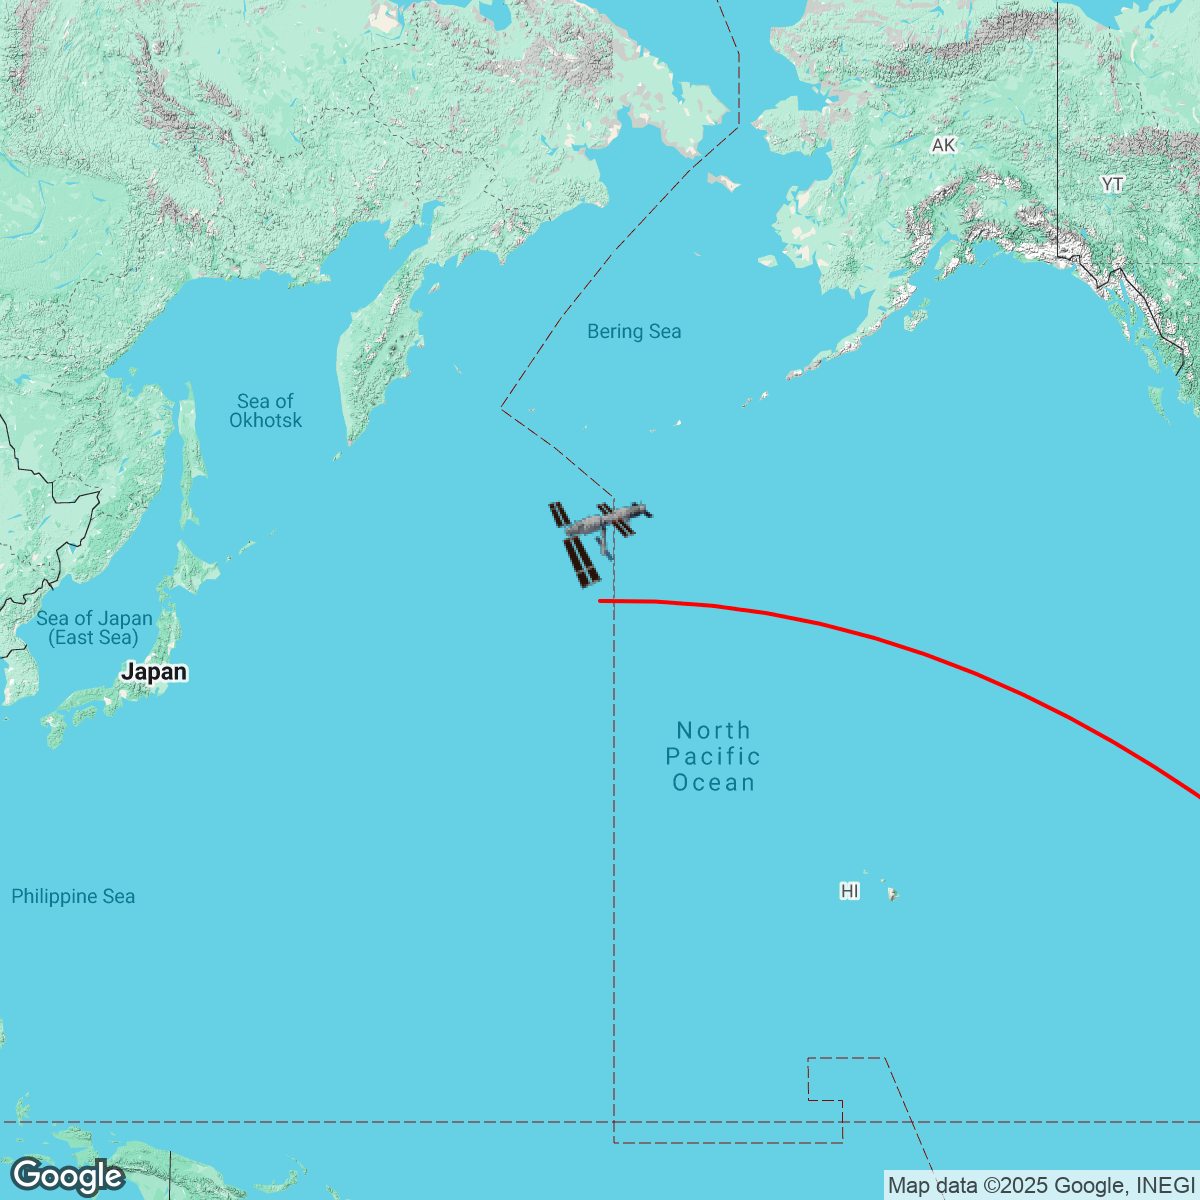 AK
YT
Bering Sea
Sea of
Okhotsk
Sea of Japan
(East Sea)
Japan
North
Pacific
Ocean
HI
Philippine Sea
Google
Map data ©2025 Google, INEGI